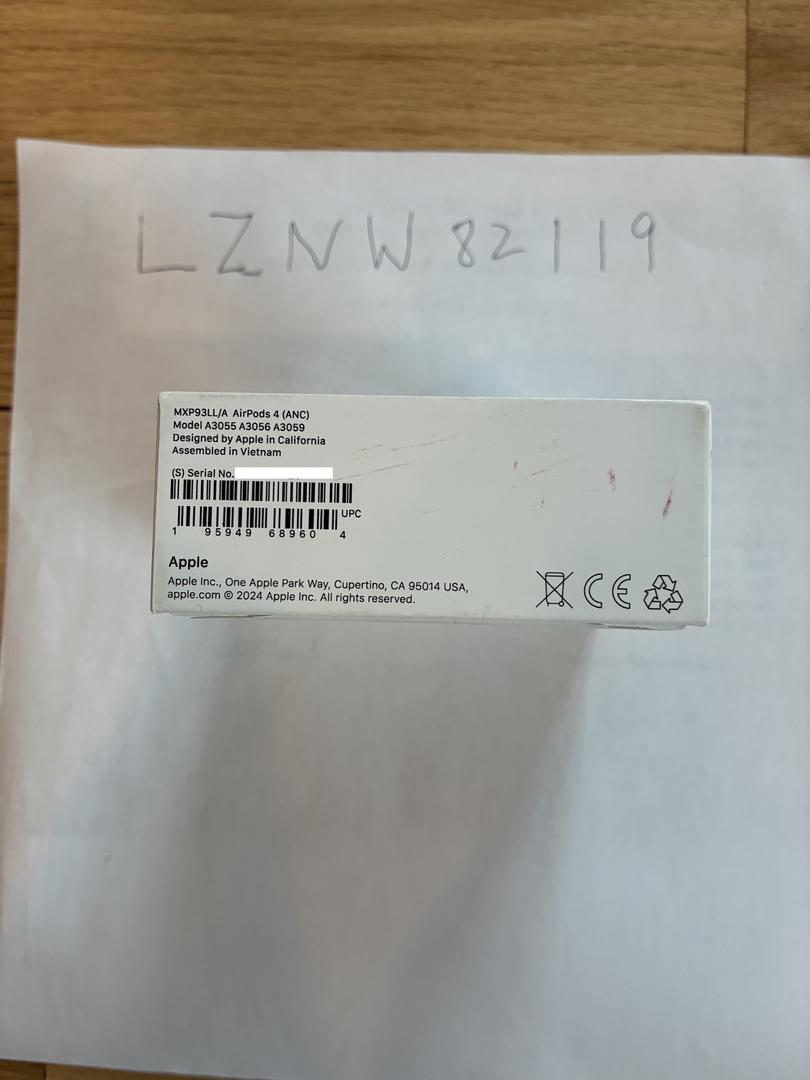 LZNW82119
MXP93LL/A AirPods 4 (ANC)
Model A3055 A3056 A3059
Designed by Apple in California
Assembled in Vietnam
(S) Serial No.
UPC
1 95949 68960 4
Apple
Apple Inc., One Apple Park Way, Cupertino, CA 95014 USA,
apple.com © 2024 Apple Inc. All rights reserved.